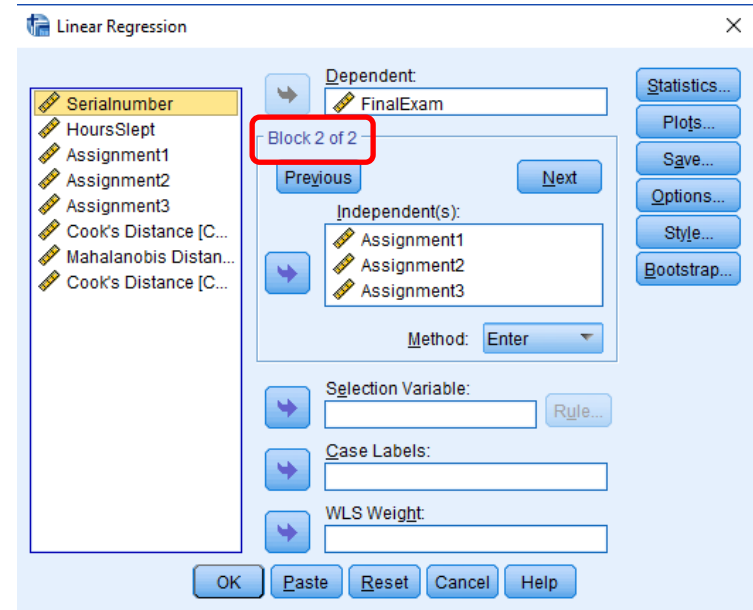 Linear Regression
Serialnumber
HoursSlept
Assignment1
Assignment2
Assignment3
Cook's Distance [C...
Mahalanobis Distan...
Cook's Distance [C...
Dependent:
FinalExam
Block 2 of 2
Previous
Next
Independent(s):
Assignment1
Assignment2
Assignment3
Method: Enter
Selection Variable:
Rule...
Case Labels:
WLS Weight:
Statistics...
Plots...
Save...
Options...
Style...
Bootstrap...
OK Paste Reset Cancel Help